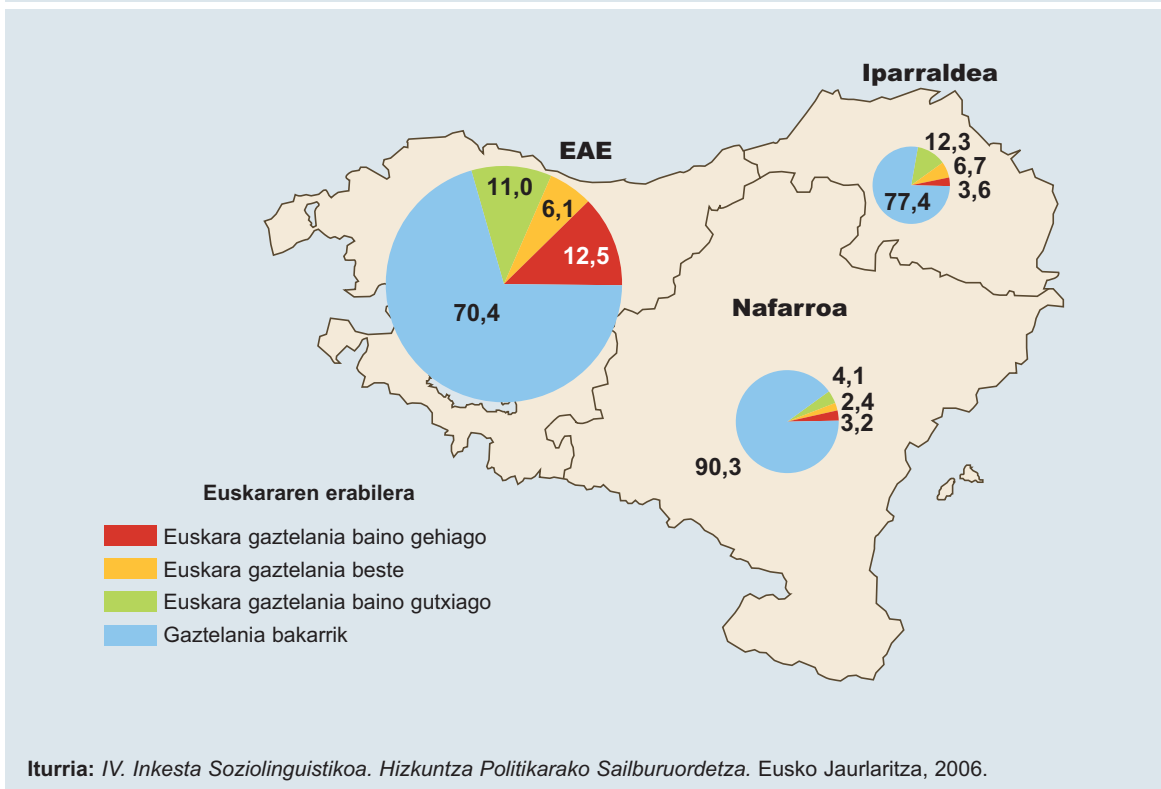 Iparraldea
12,3
6,7
3,6
77,4
EAE
11,0
6,1
12,5
70,4
Nafarroa
4,1
2,4
3,2
90,3
Euskararen erabilera
Euskara gaztelania baino gehiago
Euskara gaztelania beste
Euskara gaztelania baino gutxiago
Gaztelania bakarrik
Iturria: IV. Inkesta Soziolinguistikoa. Hizkuntza Politikarako Sailburuordetza. Eusko Jaurlaritza, 2006.